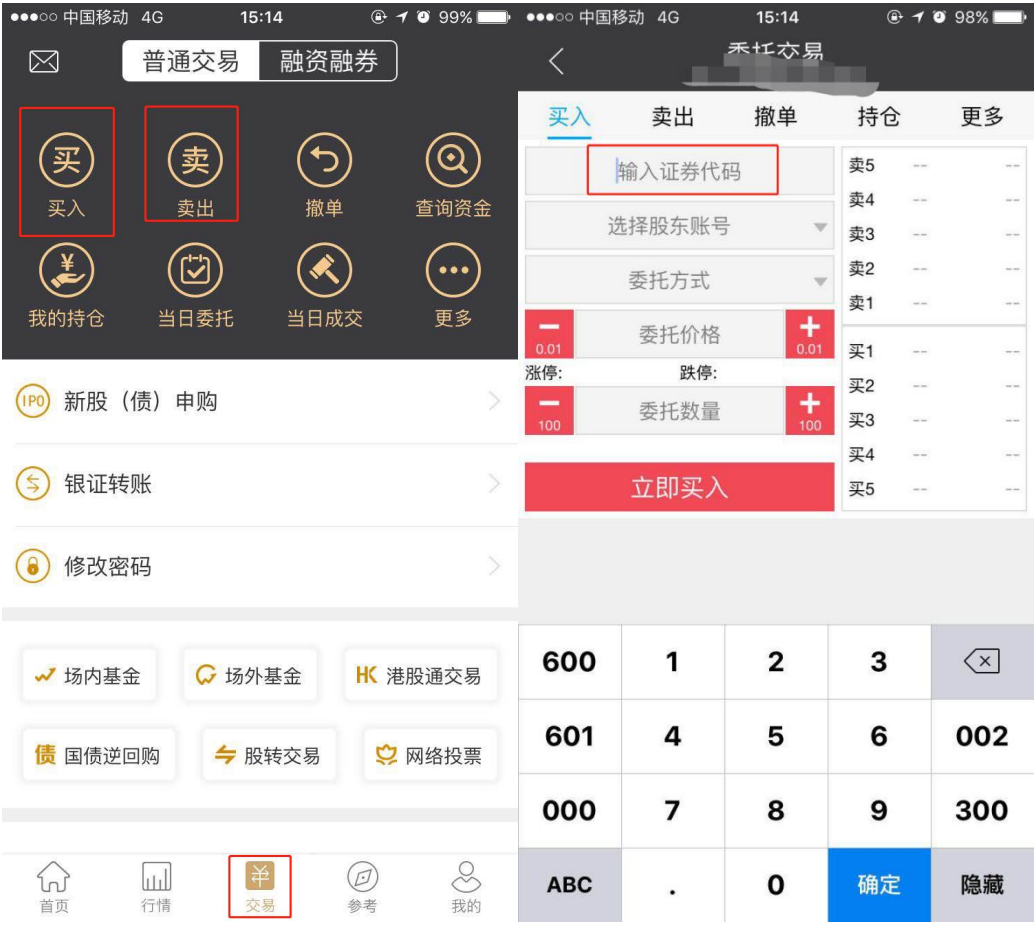 中国移动 4G 15:14 99%
普通交易 融资融券
买 卖
买入 卖出 撤单 查询资金
¥
我的持仓 当日委托 当日成交 更多
IPO 新股（债）申购
银证转账
修改密码
场内基金 场外基金 HK 港股通交易
债 国债逆回购 股转交易 网络投票
首页 行情 交易 参考 我的
中国移动 4G 15:14 98%
委托交易
买入 卖出 撤单 持仓 更多
输入证券代码
选择股东账号
委托方式
委托价格
0.01 0.01
涨停: 跌停:
委托数量
100 100
立即买入
卖5 -- --
卖4 -- --
卖3 -- --
卖2 -- --
卖1 -- --
买1 -- --
买2 -- --
买3 -- --
买4 -- --
买5 -- --
600 1 2 3
601 4 5 6 002
000 7 8 9 300
ABC . 0 确定 隐藏